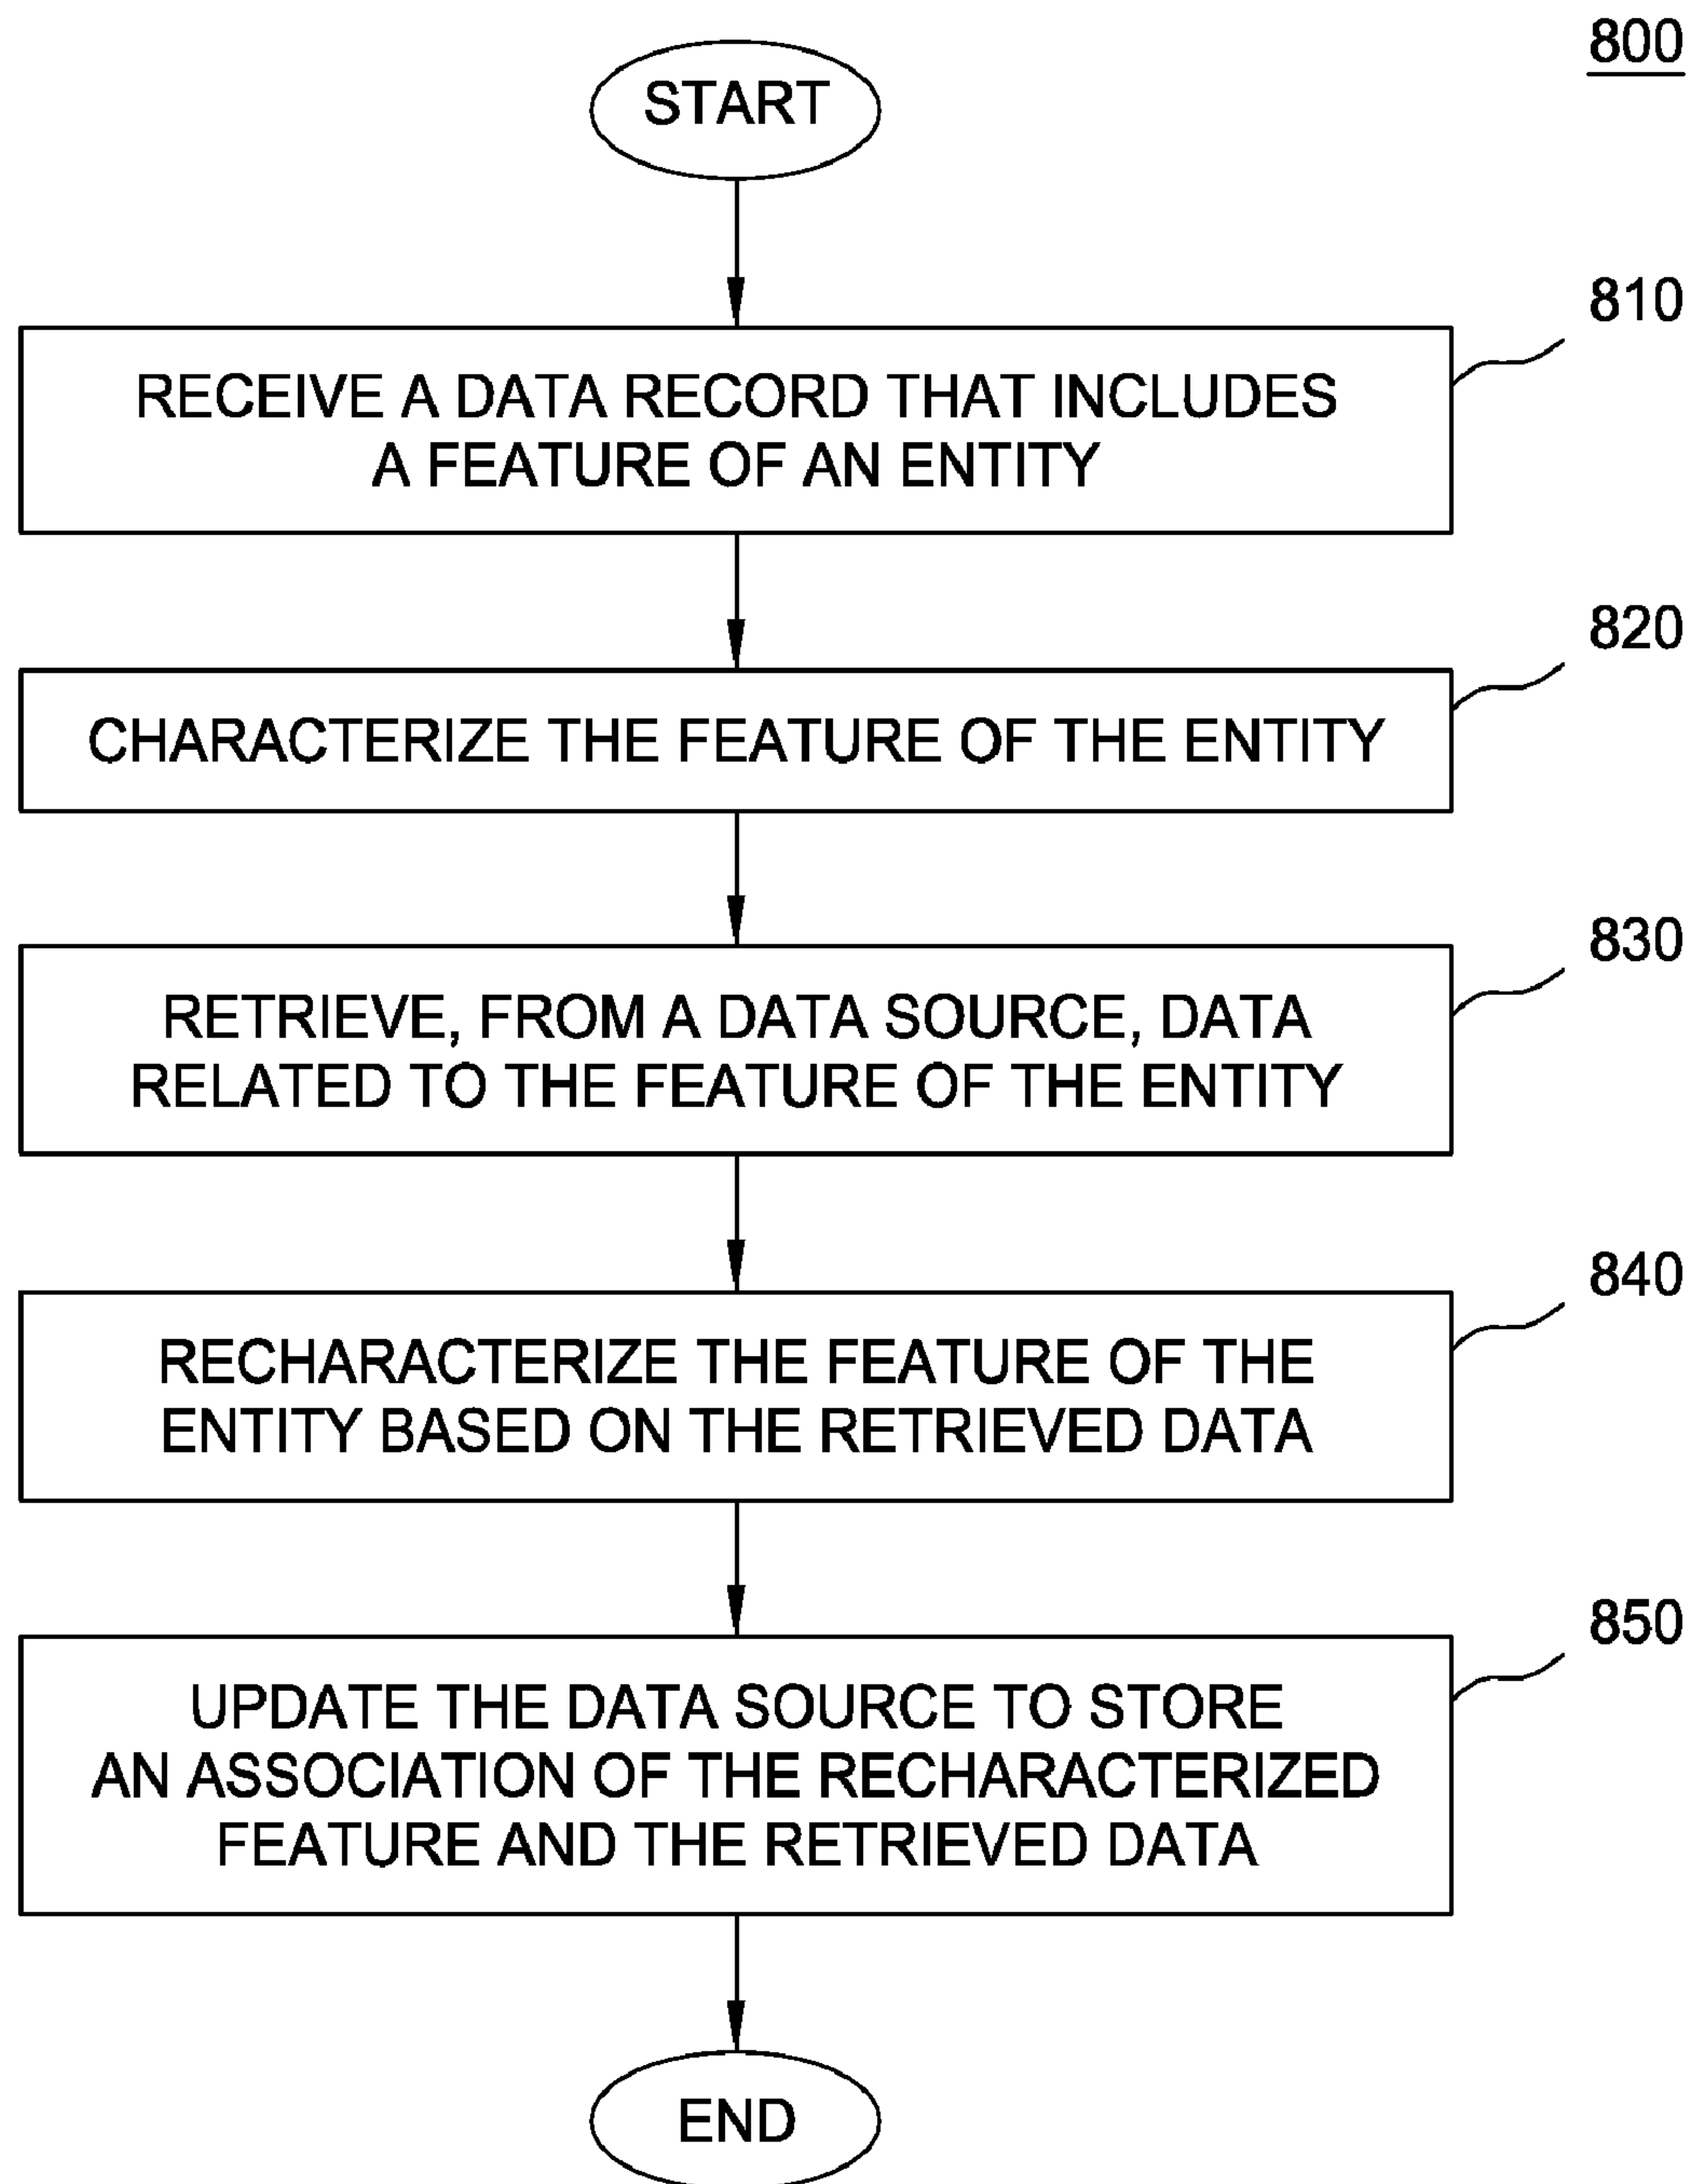 800
START
810
RECEIVE A DATA RECORD THAT INCLUDES
A FEATURE OF AN ENTITY
820
CHARACTERIZE THE FEATURE OF THE ENTITY
830
RETRIEVE, FROM A DATA SOURCE, DATA
RELATED TO THE FEATURE OF THE ENTITY
840
RECHARACTERIZE THE FEATURE OF THE
ENTITY BASED ON THE RETRIEVED DATA
850
UPDATE THE DATA SOURCE TO STORE
AN ASSOCIATION OF THE RECHARACTERIZED
FEATURE AND THE RETRIEVED DATA
END